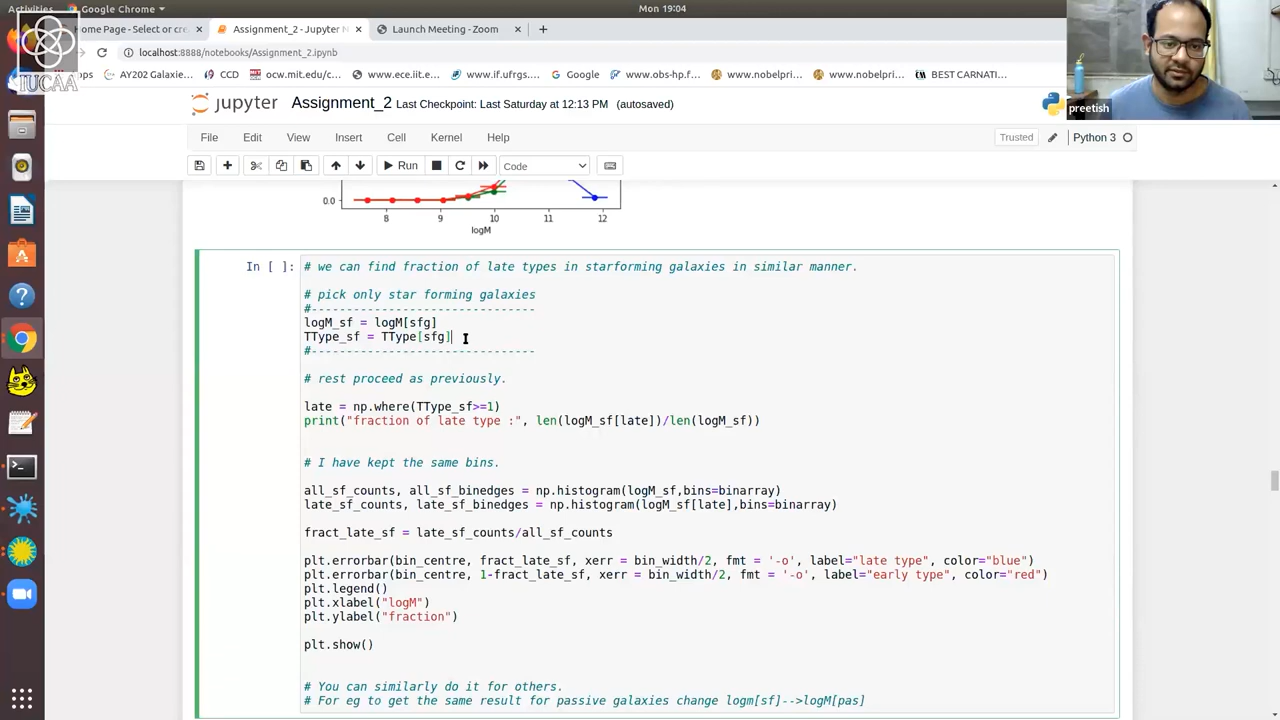 Activities Google Chrome Mon 19:04
Home Page - Select or cre Assignment_2 - Jupyter N Launch Meeting - Zoom
localhost:8888/notebooks/Assignment_2.ipynb
IUCAA
AY202 Galaxie... CCD ocw.mit.edu/c... www.ece.iit.e... www.if.ufrgs.... Google www.obs-hp.f... www.nobelpri... www.nobelpri... BEST CARNATI...
preetish
jupyter Assignment_2 Last Checkpoint: Last Saturday at 12:13 PM (autosaved)
File Edit View Insert Cell Kernel Help Trusted Python 3
Run Code
0.0
8 9 10 11 12
logM
In [ ]: # we can find fraction of late types in starforming galaxies in similar manner.
# pick only star forming galaxies
#--------------------------------
logM_sf = logM[sfg]
TType_sf = TType[sfg]
#--------------------------------
# rest proceed as previously.
late = np.where(TType_sf>=1)
print("fraction of late type :", len(logM_sf[late])/len(logM_sf))
# I have kept the same bins.
all_sf_counts, all_sf_binedges = np.histogram(logM_sf,bins=binarray)
late_sf_counts, late_sf_binedges = np.histogram(logM_sf[late],bins=binarray)
fract_late_sf = late_sf_counts/all_sf_counts
plt.errorbar(bin_centre, fract_late_sf, xerr = bin_width/2, fmt = '-o', label="late type", color="blue")
plt.errorbar(bin_centre, 1-fract_late_sf, xerr = bin_width/2, fmt = '-o', label="early type", color="red")
plt.legend()
plt.xlabel("logM")
plt.ylabel("fraction")
plt.show()
# You can similarly do it for others.
# For eg to get the same result for passive galaxies change logm[sf]-->logM[pas]